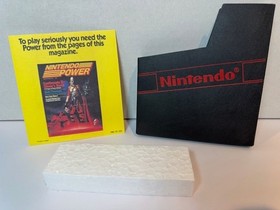 To play seriously you need the
Power from the pages of this
magazine.
NINTENDO
POWER
Nintendo®